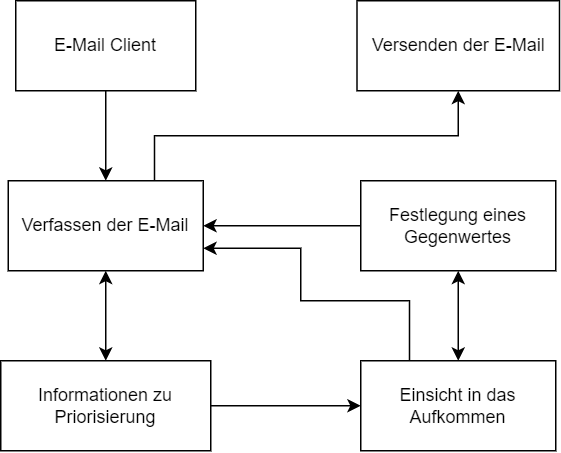 E-Mail Client
Versenden der E-Mail
Verfassen der E-Mail
Festlegung eines
Gegenwertes
Informationen zu
Priorisierung
Einsicht in das
Aufkommen